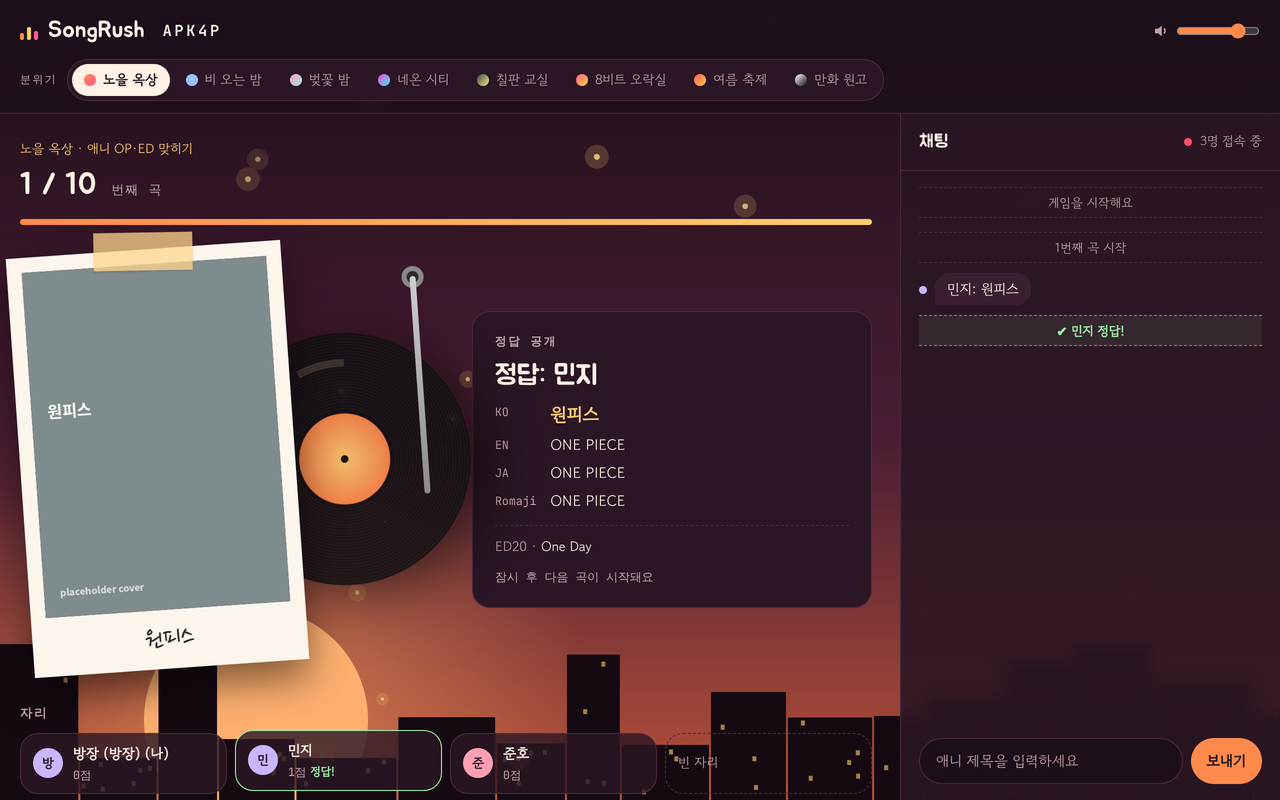 SongRush APK4P
분위기 노을 옥상 비 오는 밤 벚꽃 밤 네온 시티 칠판 교실 8비트 오락실 여름 축제 만화 원고
노을 옥상 · 애니 OP·ED 맞히기
1 / 10 번째 곡
원피스
placeholder cover
원피스
정답 공개
정답: 민지
KO 원피스
EN ONE PIECE
JA ONE PIECE
Romaji ONE PIECE
ED20 · One Day
잠시 후 다음 곡이 시작돼요
자리
방 방장 (방장) (나)
0점
민 민지
1점 정답!
준 준호
0점
빈 자리
채팅 3명 접속 중
게임을 시작해요
1번째 곡 시작
민지: 원피스
✔ 민지 정답!
애니 제목을 입력하세요 보내기